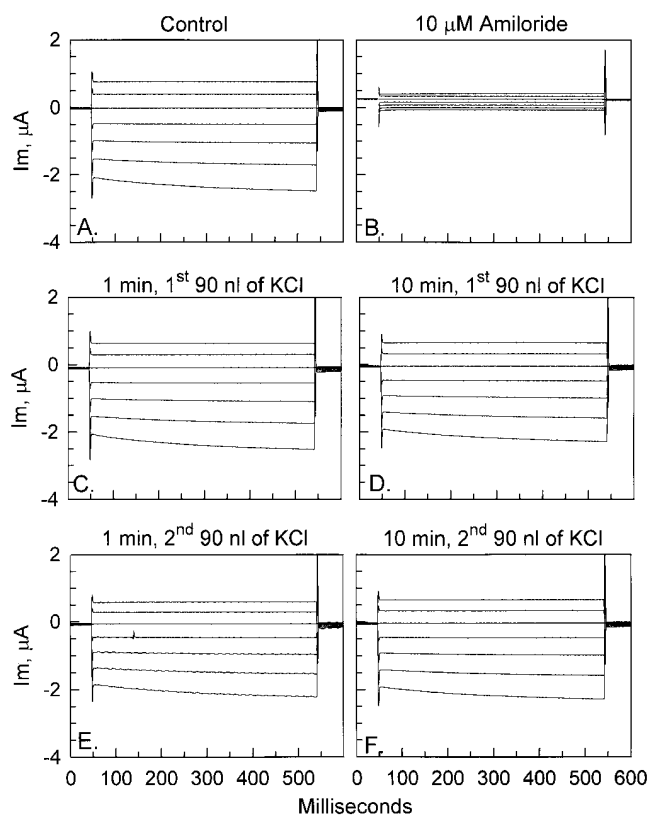 Control
10 μM Amiloride
2
0
-2
-4
Im, μA
A.
B.
1 min, 1st 90 nl of KCl
10 min, 1st 90 nl of KCl
2
0
-2
-4
Im, μA
C.
D.
1 min, 2nd 90 nl of KCl
10 min, 2nd 90 nl of KCl
2
0
-2
-4
Im, μA
E.
F.
0 100 200 300 400 500 0 100 200 300 400 500 600
Milliseconds